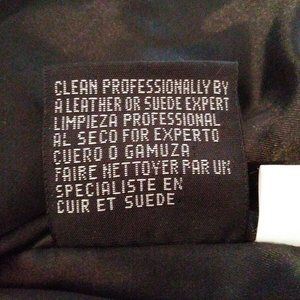 CLEAN PROFESSIONALLY BY
A LEATHER OR SUEDE EXPERT
LIMPIEZA PROFESSIONAL
AL SECO FOR EXPERTO
CUERO O GAMUZA
FAIRE NETTOYER PAR UN
SPECIALISTE EN
CUIR ET SUEDE